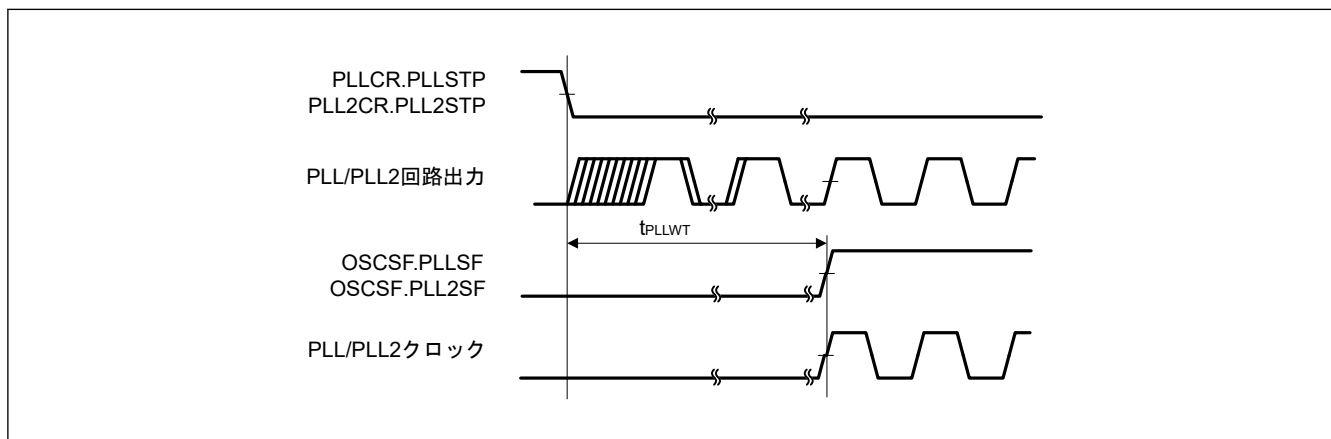 PLLCR.PLLSTP
PLL2CR.PLL2STP
PLL/PLL2回路出力
tPLLWT
OSCSF.PLLSF
OSCSF.PLL2SF
PLL/PLL2クロック